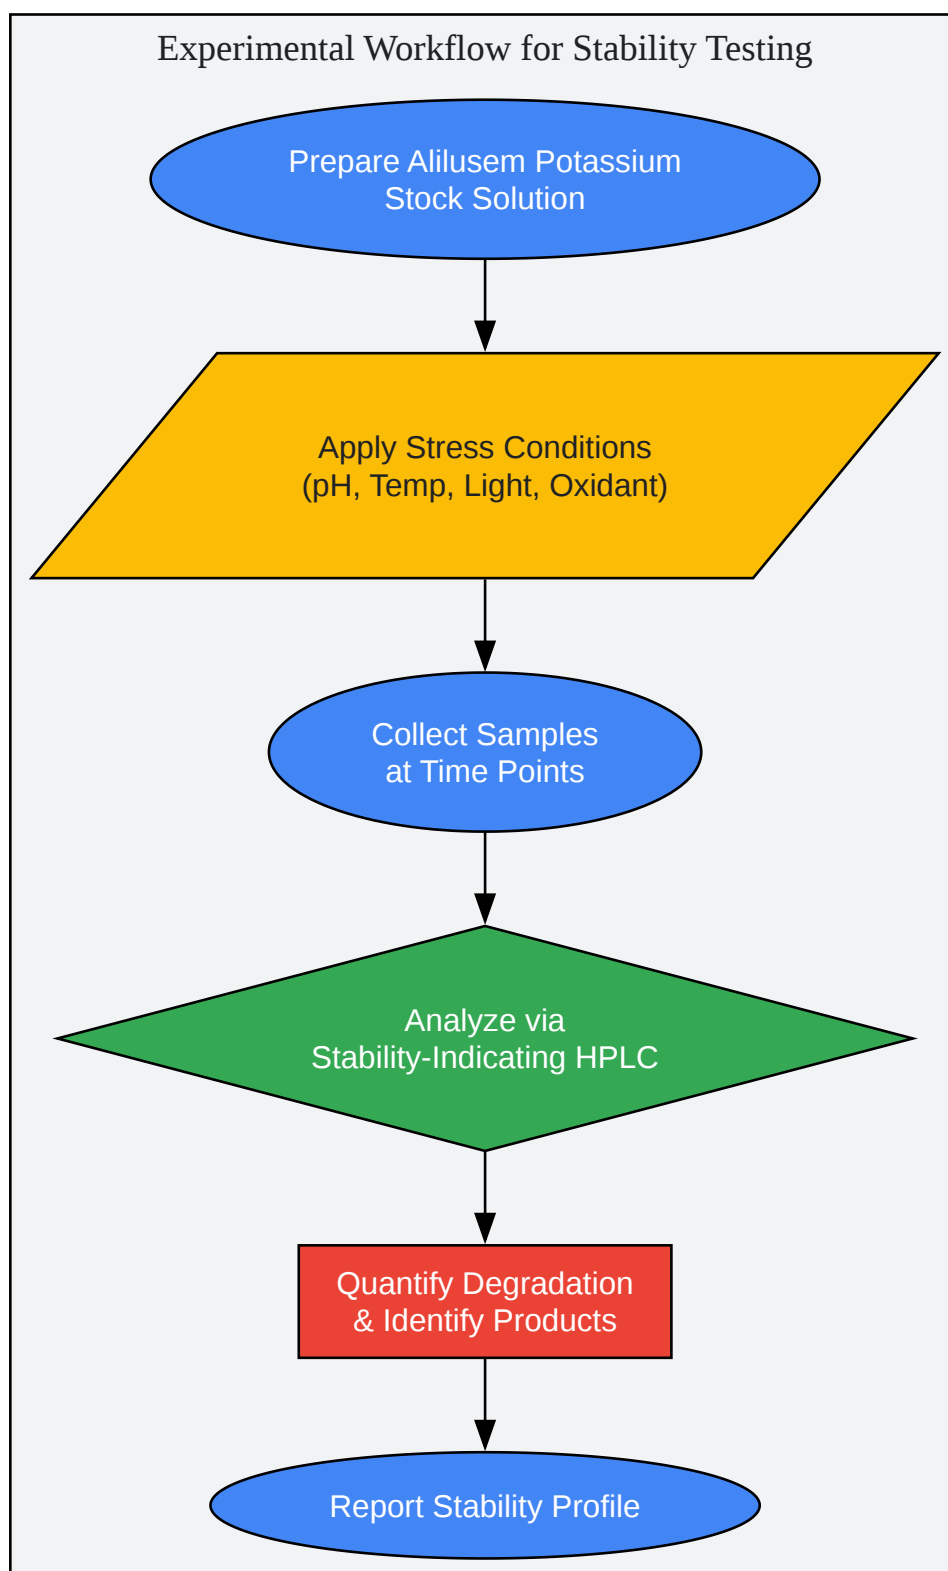 Experimental Workflow for Stability Testing
Prepare Alilusem Potassium
Stock Solution
Apply Stress Conditions
(pH, Temp, Light, Oxidant)
Collect Samples
at Time Points
Analyze via
Stability-Indicating HPLC
Quantify Degradation
& Identify Products
Report Stability Profile